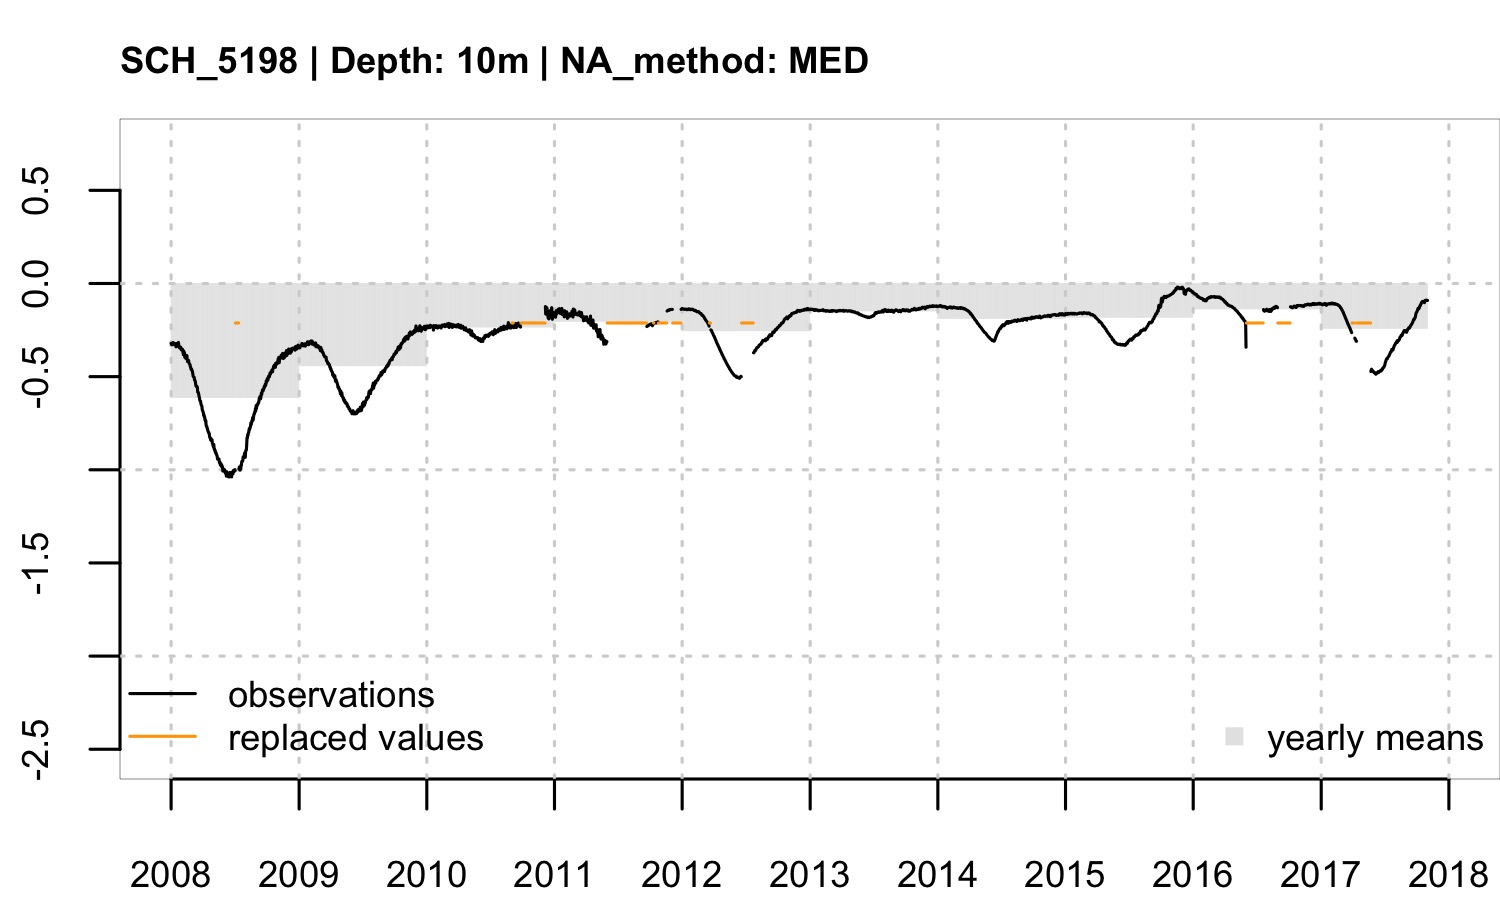 SCH_5198 | Depth: 10m | NA_method: MED
0.5
0.0
-0.5
-1.5
-2.5
observations
replaced values
yearly means
2008 2009 2010 2011 2012 2013 2014 2015 2016 2017 2018